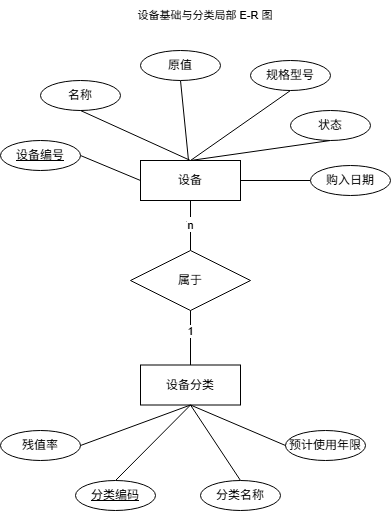 设备基础与分类局部 E-R 图
原值
规格型号
名称
状态
设备编号
设备
购入日期
n
属于
1
设备分类
残值率
预计使用年限
分类编码
分类名称